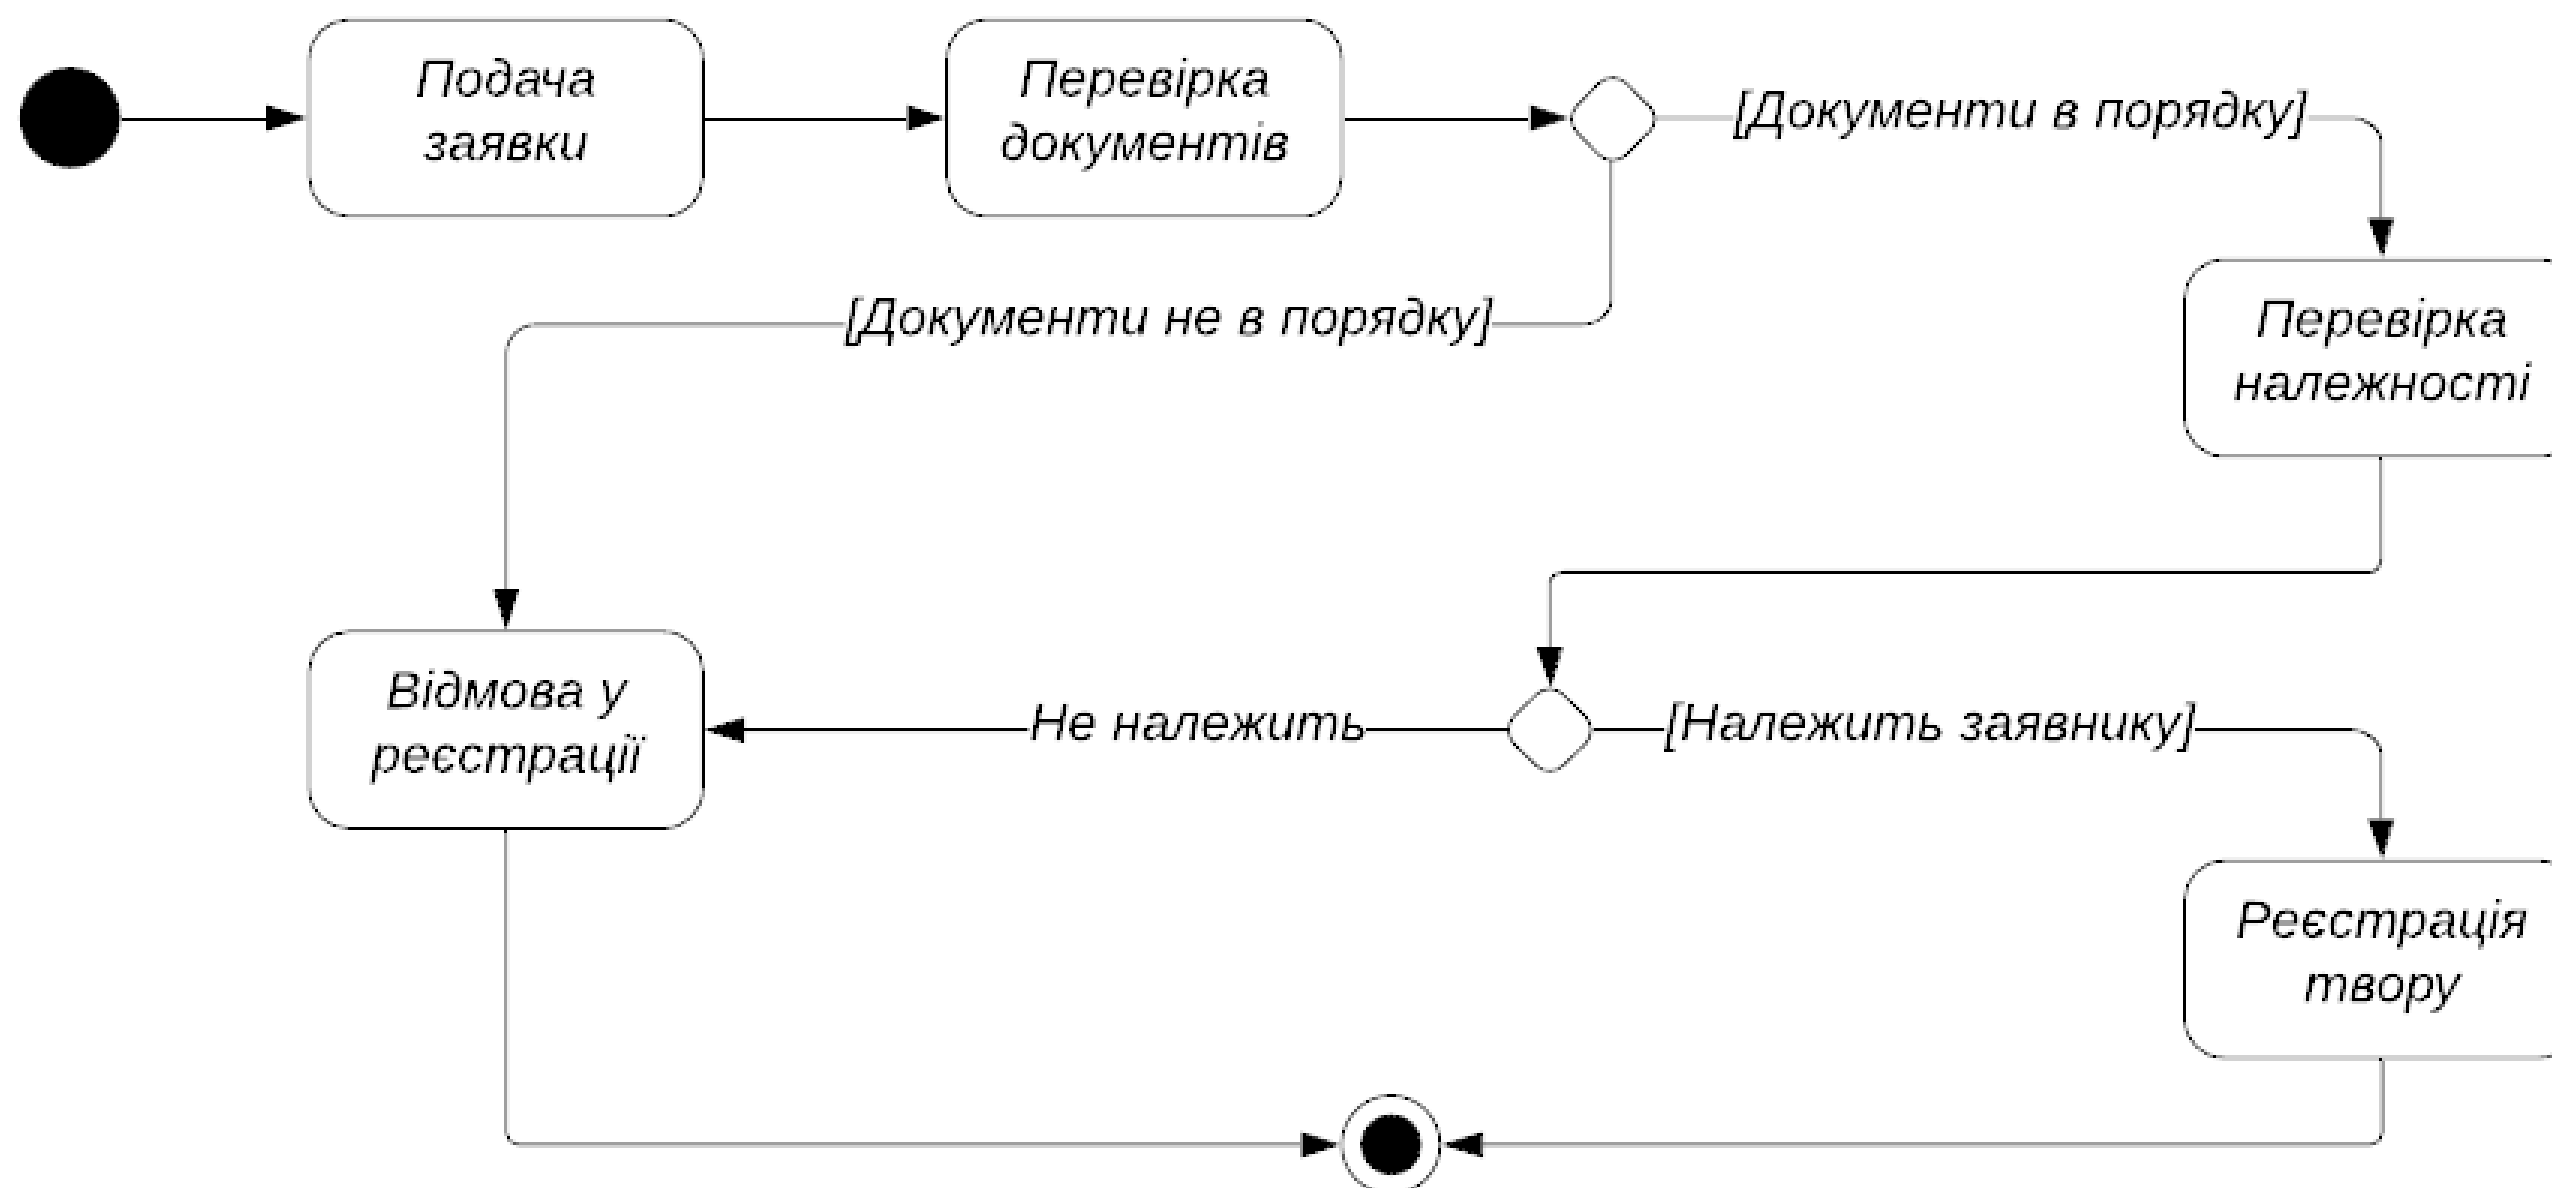 Подача
заявки
Перевірка
документів
[Документи в порядку]
[Документи не в порядку]
Перевірка
належності
Відмова у
реєстрації
Не належить
[Належить заявнику]
Реєстрація
твору